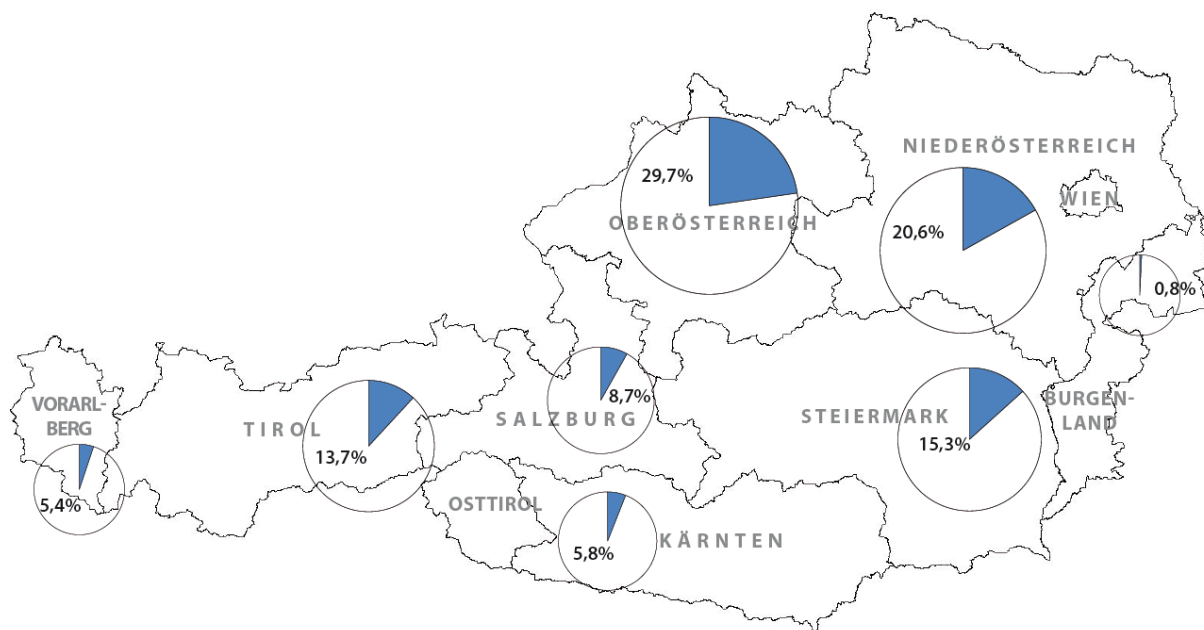 NIEDERÖSTERREICH
29,7%
WIEN
OBERÖSTERREICH
20,6%
0,8%
VORARL-
BERG
8,7%
BURGEN-
LAND
SALZBURG
STEIERMARK
TIROL
15,3%
13,7%
5,4%
OSTTIROL
KÄRNTEN
5,8%